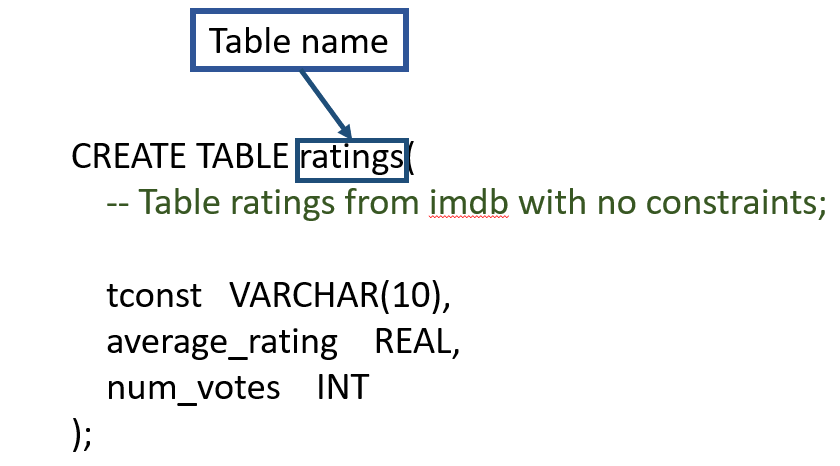 Table name
CREATE TABLE ratings(
-- Table ratings from imdb with no constraints;
tconst VARCHAR(10),
average_rating REAL,
num_votes INT
);